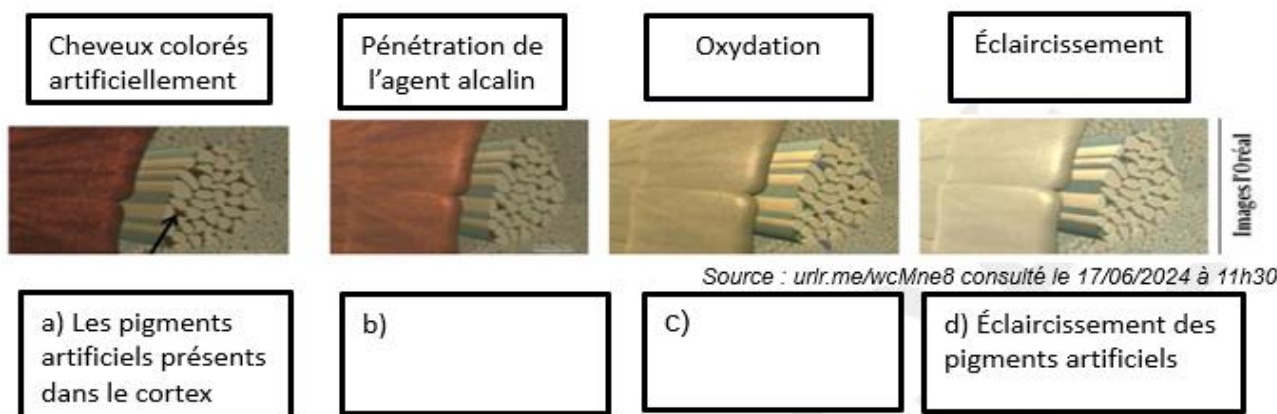 Cheveux colorés
artificiellement
Pénétration de
l'agent alcalin
Oxydation
Éclaircissement
Images l'Oréal
Source : urlr.me/wcMne8 consulté le 17/06/2024 à 11h30
a) Les pigments
artificiels présents
dans le cortex
b)
c)
d) Éclaircissement des
pigments artificiels